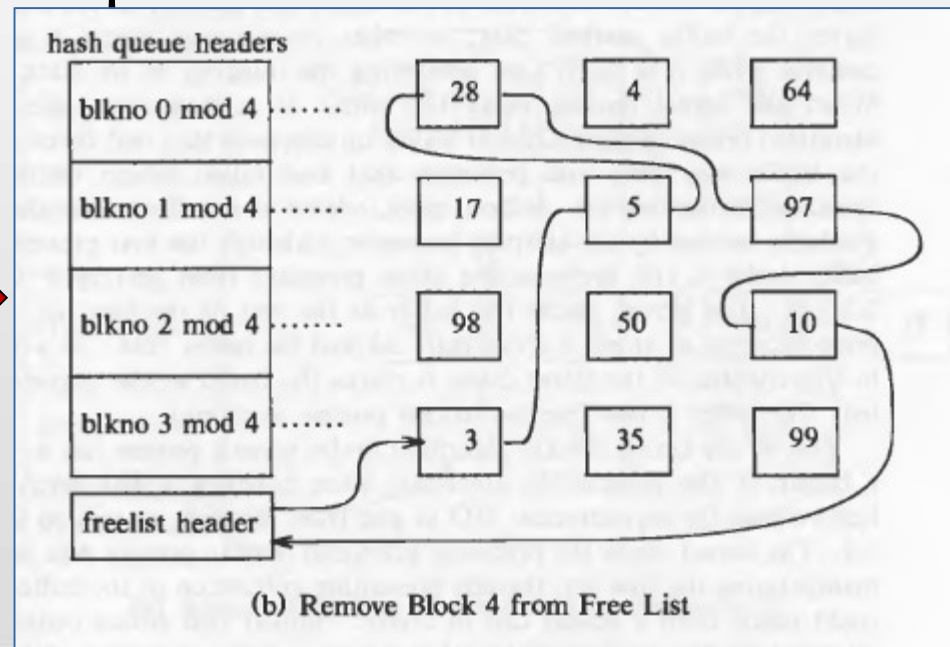 hash queue headers
blkno 0 mod 4 ...... 28 4 64
blkno 1 mod 4 ...... 17 5 97
blkno 2 mod 4 ...... 98 50 10
blkno 3 mod 4 ...... 3 35 99
freelist header
(b) Remove Block 4 from Free List